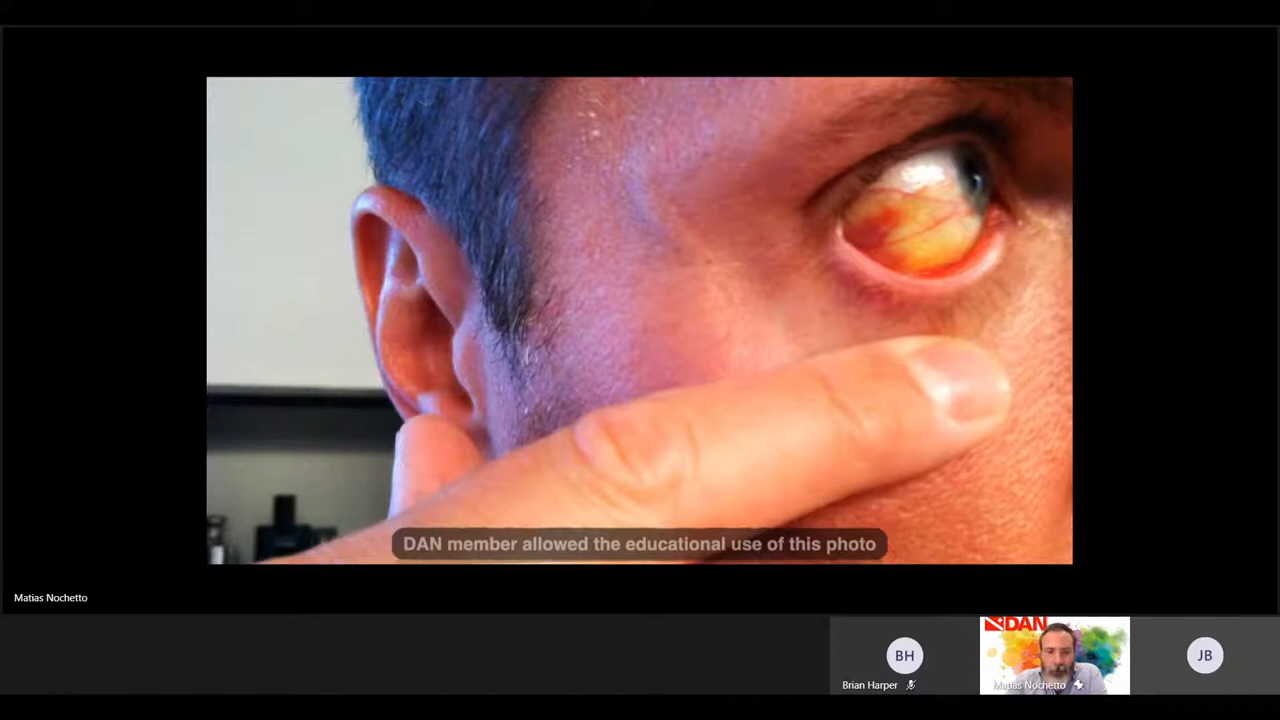 DAN member allowed the educational use of this photo
Matias Nochetto
DAN
BH
JB
Brian Harper
Matias Nochetto